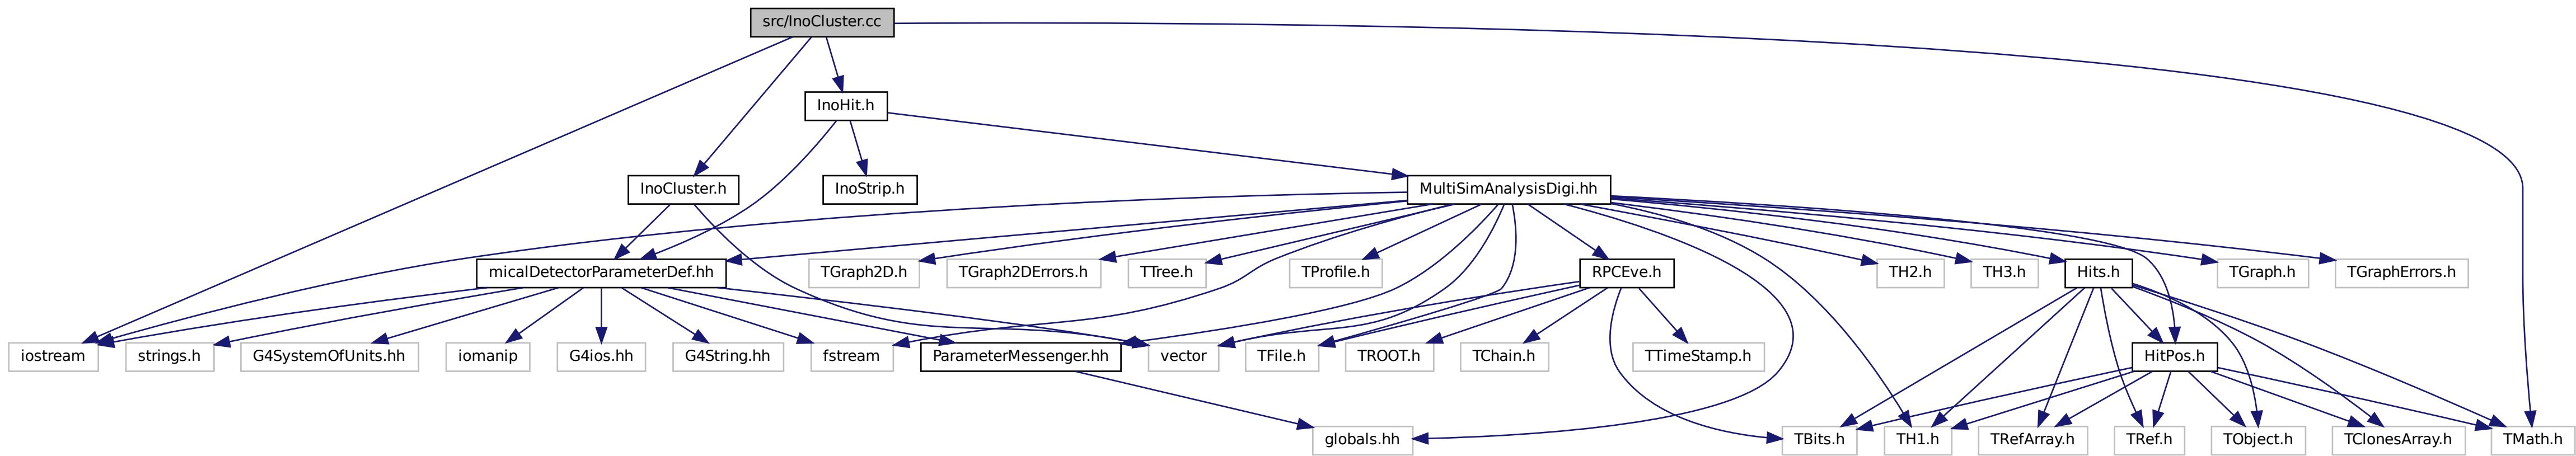 src/InoCluster.cc
InoHit.h
InoCluster.h
InoStrip.h
MultiSimAnalysisDigi.hh
micalDetectorParameterDef.hh
TGraph2D.h
TGraph2DErrors.h
TTree.h
TProfile.h
RPCEve.h
TH2.h
TH3.h
Hits.h
TGraph.h
TGraphErrors.h
iostream
strings.h
G4SystemOfUnits.hh
iomanip
G4ios.hh
G4String.hh
fstream
ParameterMessenger.hh
vector
TFile.h
TROOT.h
TChain.h
TTimeStamp.h
HitPos.h
globals.hh
TBits.h
TH1.h
TRefArray.h
TRef.h
TObject.h
TClonesArray.h
TMath.h